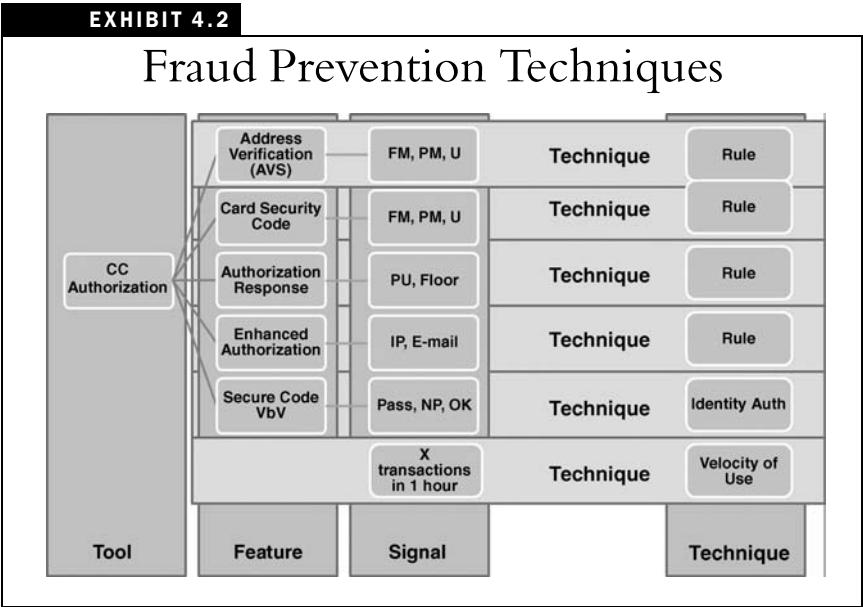 EXHIBIT 4.2
Fraud Prevention Techniques
Address
Verification
(AVS)
FM, PM, U
Technique
Rule
Card Security
Code
FM, PM, U
Technique
Rule
CC
Authorization
Authorization
Response
PU, Floor
Technique
Rule
Enhanced
Authorization
IP, E-mail
Technique
Rule
Secure Code
VbV
Pass, NP, OK
Technique
Identity Auth
X
transactions
in 1 hour
Technique
Velocity of
Use
Tool
Feature
Signal
Technique